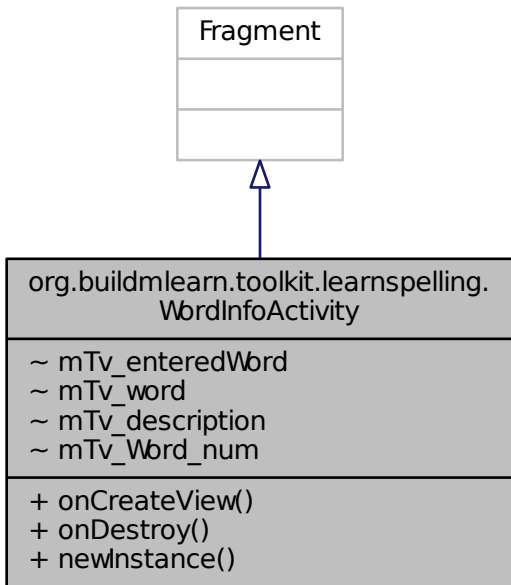 Fragment
org.buildmlearn.toolkit.learnspelling.
WordInfoActivity
~ mTv_enteredWord
~ mTv_word
~ mTv_description
~ mTv_Word_num
+ onCreateView()
+ onDestroy()
+ newInstance()